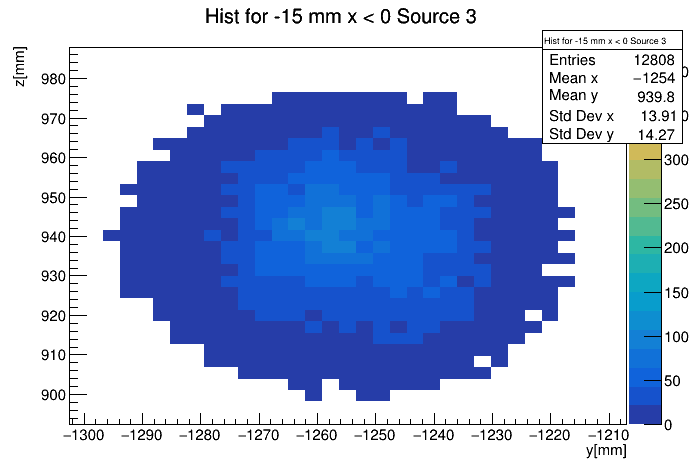 Hist for -15 mm x < 0 Source 3
Hist for -15 mm x < 0 Source 3
Entries 12808
Mean x −1254
Mean y 939.8
Std Dev x 13.91
Std Dev y 14.27
z[mm]
980
970
960
950
940
930
920
910
900
300
250
200
150
100
50
0
−1300 −1290 −1280 −1270 −1260 −1250 −1240 −1230 −1220 −1210
y[mm]